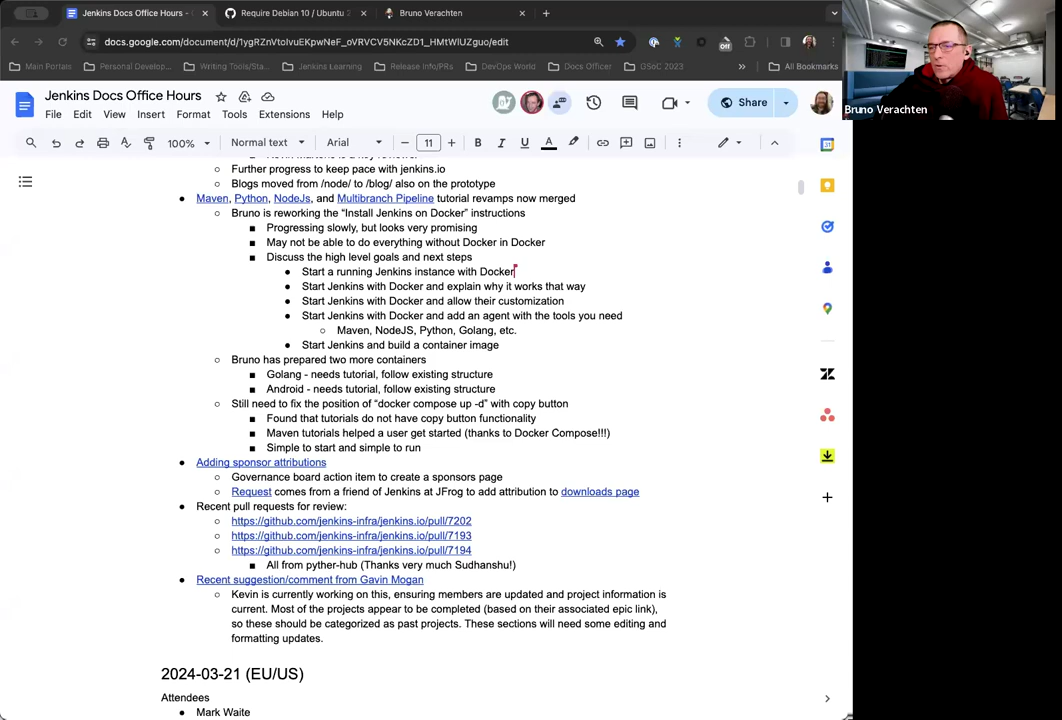 Jenkins Docs Office Hours -
Require Debian 10 / Ubuntu 2
Bruno Verachten
docs.google.com/document/d/1ygRZnVtoIvuEKpwNeF_oVRVCV5NKcZD1_HMtWlUZguo/edit
Main Portals
Personal Develop...
Writing Tools/Sta...
Jenkins Learning
Release Info/PRs
DevOps World
Docs Officer
GSoC 2023
All Bookmarks
Bruno Verachten
Jenkins Docs Office Hours
File Edit View Insert Format Tools Extensions Help
Share
100% Normal text Arial 11
Further progress to keep pace with jenkins.io
Blogs moved from /node/ to /blog/ also on the prototype
Maven, Python, NodeJs, and Multibranch Pipeline tutorial revamps now merged
Bruno is reworking the “Install Jenkins on Docker” instructions
Progressing slowly, but looks very promising
May not be able to do everything without Docker in Docker
Discuss the high level goals and next steps
Start a running Jenkins instance with Docker
Start Jenkins with Docker and explain why it works that way
Start Jenkins with Docker and allow their customization
Start Jenkins with Docker and add an agent with the tools you need
Maven, NodeJS, Python, Golang, etc.
Start Jenkins and build a container image
Bruno has prepared two more containers
Golang - needs tutorial, follow existing structure
Android - needs tutorial, follow existing structure
Still need to fix the position of “docker compose up -d” with copy button
Found that tutorials do not have copy button functionality
Maven tutorials helped a user get started (thanks to Docker Compose!!!)
Simple to start and simple to run
Adding sponsor attributions
Governance board action item to create a sponsors page
Request comes from a friend of Jenkins at JFrog to add attribution to downloads page
Recent pull requests for review:
https://github.com/jenkins-infra/jenkins.io/pull/7202
https://github.com/jenkins-infra/jenkins.io/pull/7193
https://github.com/jenkins-infra/jenkins.io/pull/7194
All from pyther-hub (Thanks very much Sudhanshu!)
Recent suggestion/comment from Gavin Mogan
Kevin is currently working on this, ensuring members are updated and project information is
current. Most of the projects appear to be completed (based on their associated epic link),
so these should be categorized as past projects. These sections will need some editing and
formatting updates.
2024-03-21 (EU/US)
Attendees
Mark Waite